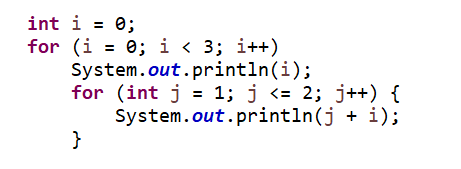 int i = 0;
for (i = 0; i < 3; i++)
    System.out.println(i);
    for (int j = 1; j <= 2; j++) {
        System.out.println(j + i);
    }